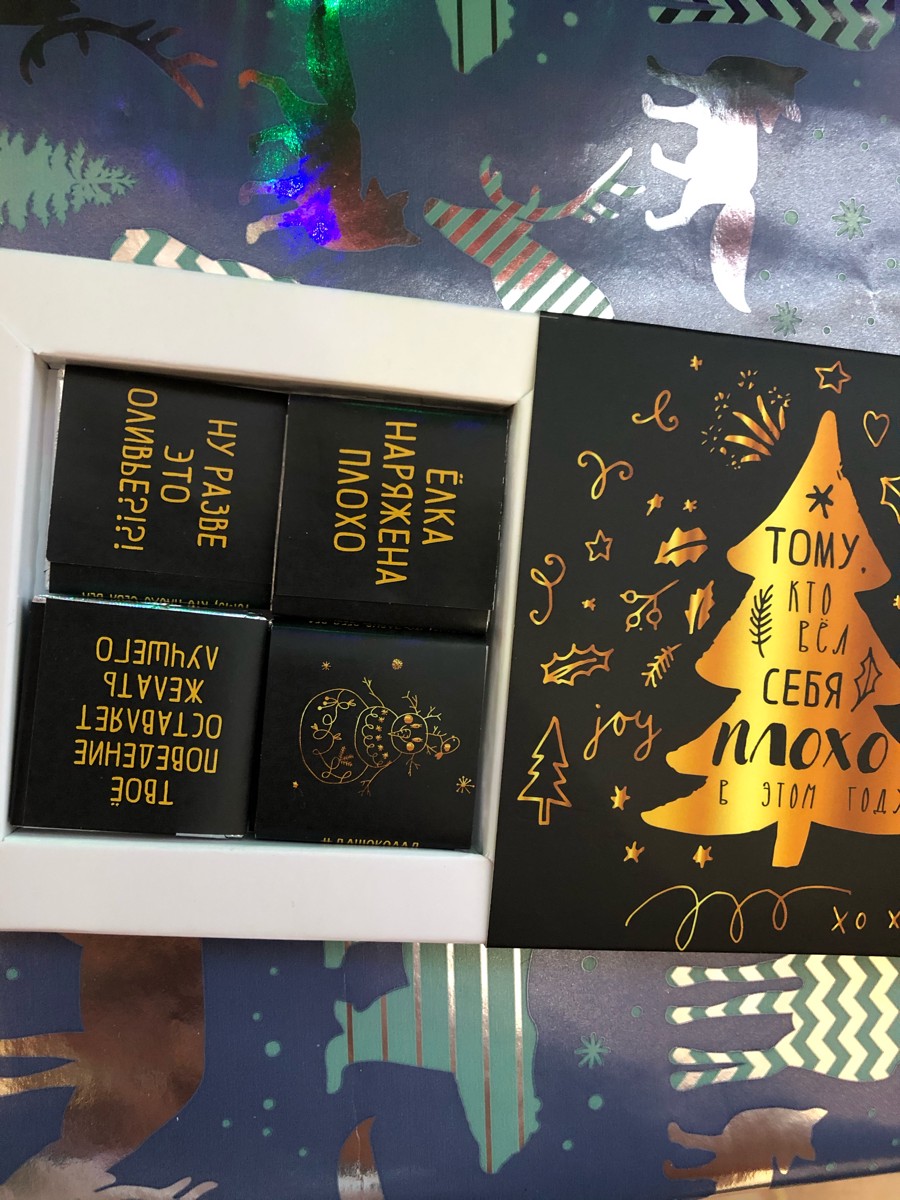 НУ РАЗВЕ
ЭТО
ОЛИВЬЕ?!?!
ЁЛКА
НАРЯЖЕНА
ПЛОХО
ТВОЁ
ПОВЕДЕНИЕ
ОСТАВЛЯЕТ
ЖЕЛАТЬ
ЛУЧШЕГО
ТОМУ,
КТО
ВЁЛ
СЕБЯ
ПЛОХО
В ЭТОМ ГОДУ
joy
XO X